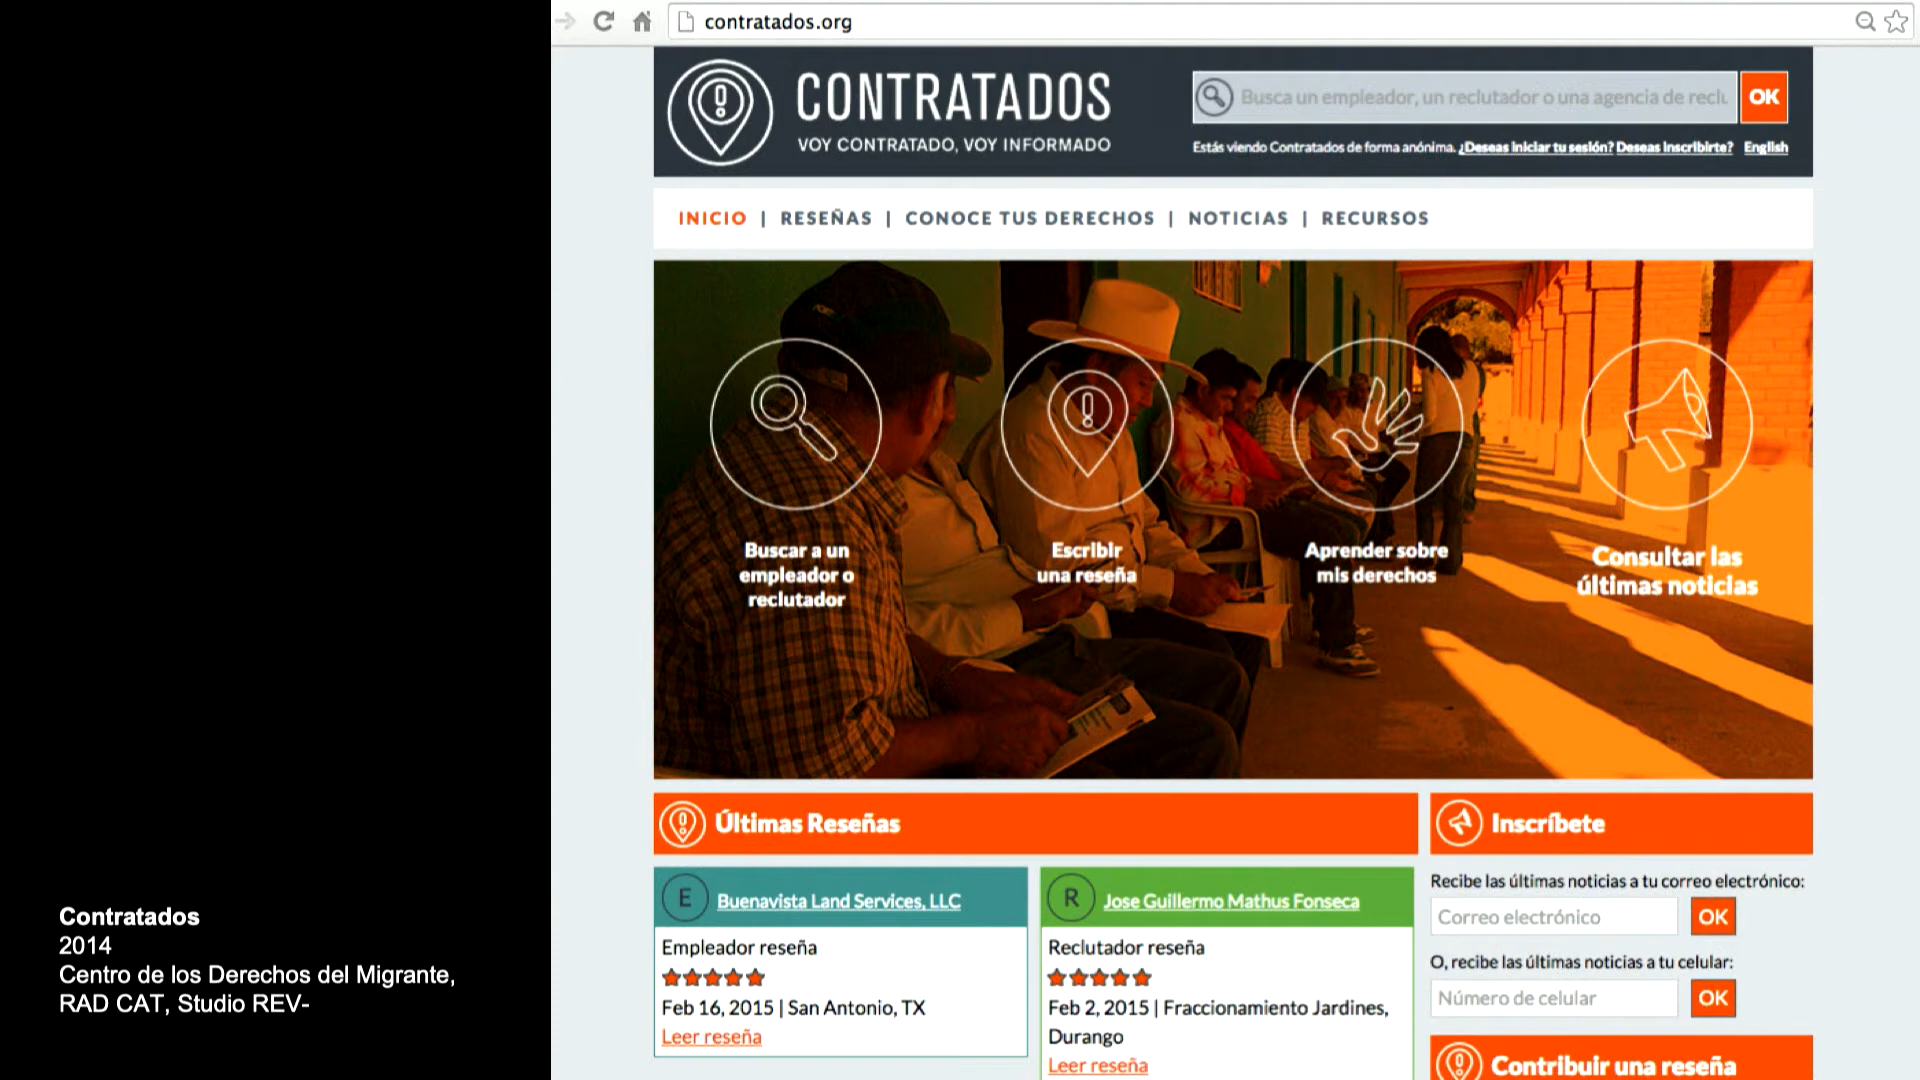 contratados.org
CONTRATADOS
VOY CONTRATADO, VOY INFORMADO
Busca un empleador, un reclutador o una agencia de reclu
OK
Estás viendo Contratados de forma anónima. ¿Deseas iniciar tu sesión? Deseas inscribirte? English
INICIO | RESEÑAS | CONOCE TUS DERECHOS | NOTICIAS | RECURSOS
Buscar a un
empleador o
reclutador
Escribir
una reseña
Aprender sobre
mis derechos
Consultar las
últimas noticias
Últimas Reseñas
E Buenavista Land Services, LLC
Empleador reseña
Feb 16, 2015 | San Antonio, TX
Leer reseña
R Jose Guillermo Mathus Fonseca
Reclutador reseña
Feb 2, 2015 | Fraccionamiento Jardines,
Durango
Leer reseña
Inscríbete
Recibe las últimas noticias a tu correo electrónico:
Correo electrónico OK
O, recibe las últimas noticias a tu celular:
Número de celular OK
Contribuir una reseña
Contratados
2014
Centro de los Derechos del Migrante,
RAD CAT, Studio REV-